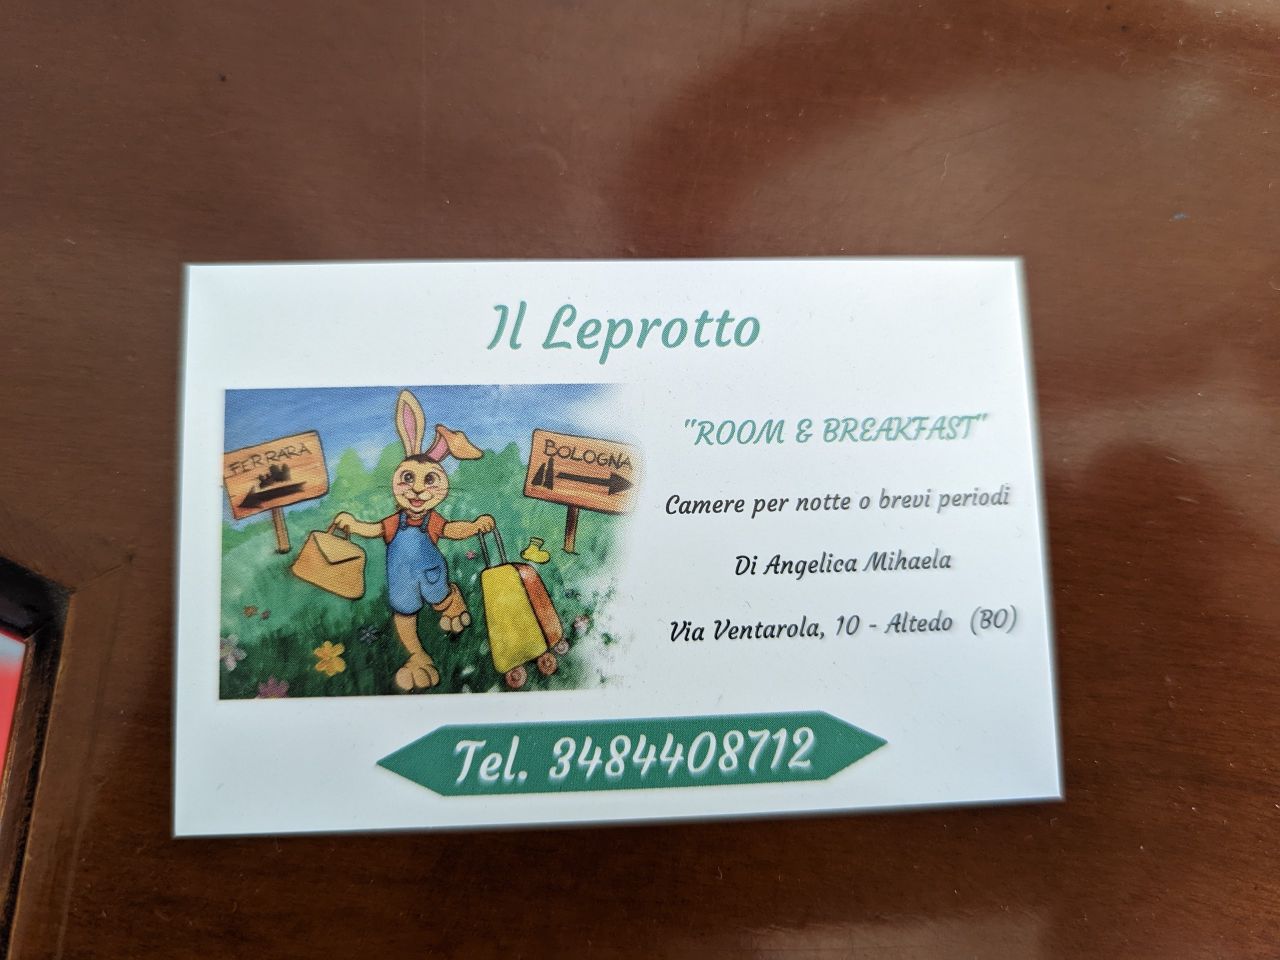 Il Leprotto
FERRARA
BOLOGNA
"ROOM & BREAKFAST"
Camere per notte o brevi periodi
Di Angelica Mihaela
Via Ventarola, 10 - Altedo (BO)
Tel. 3484408712